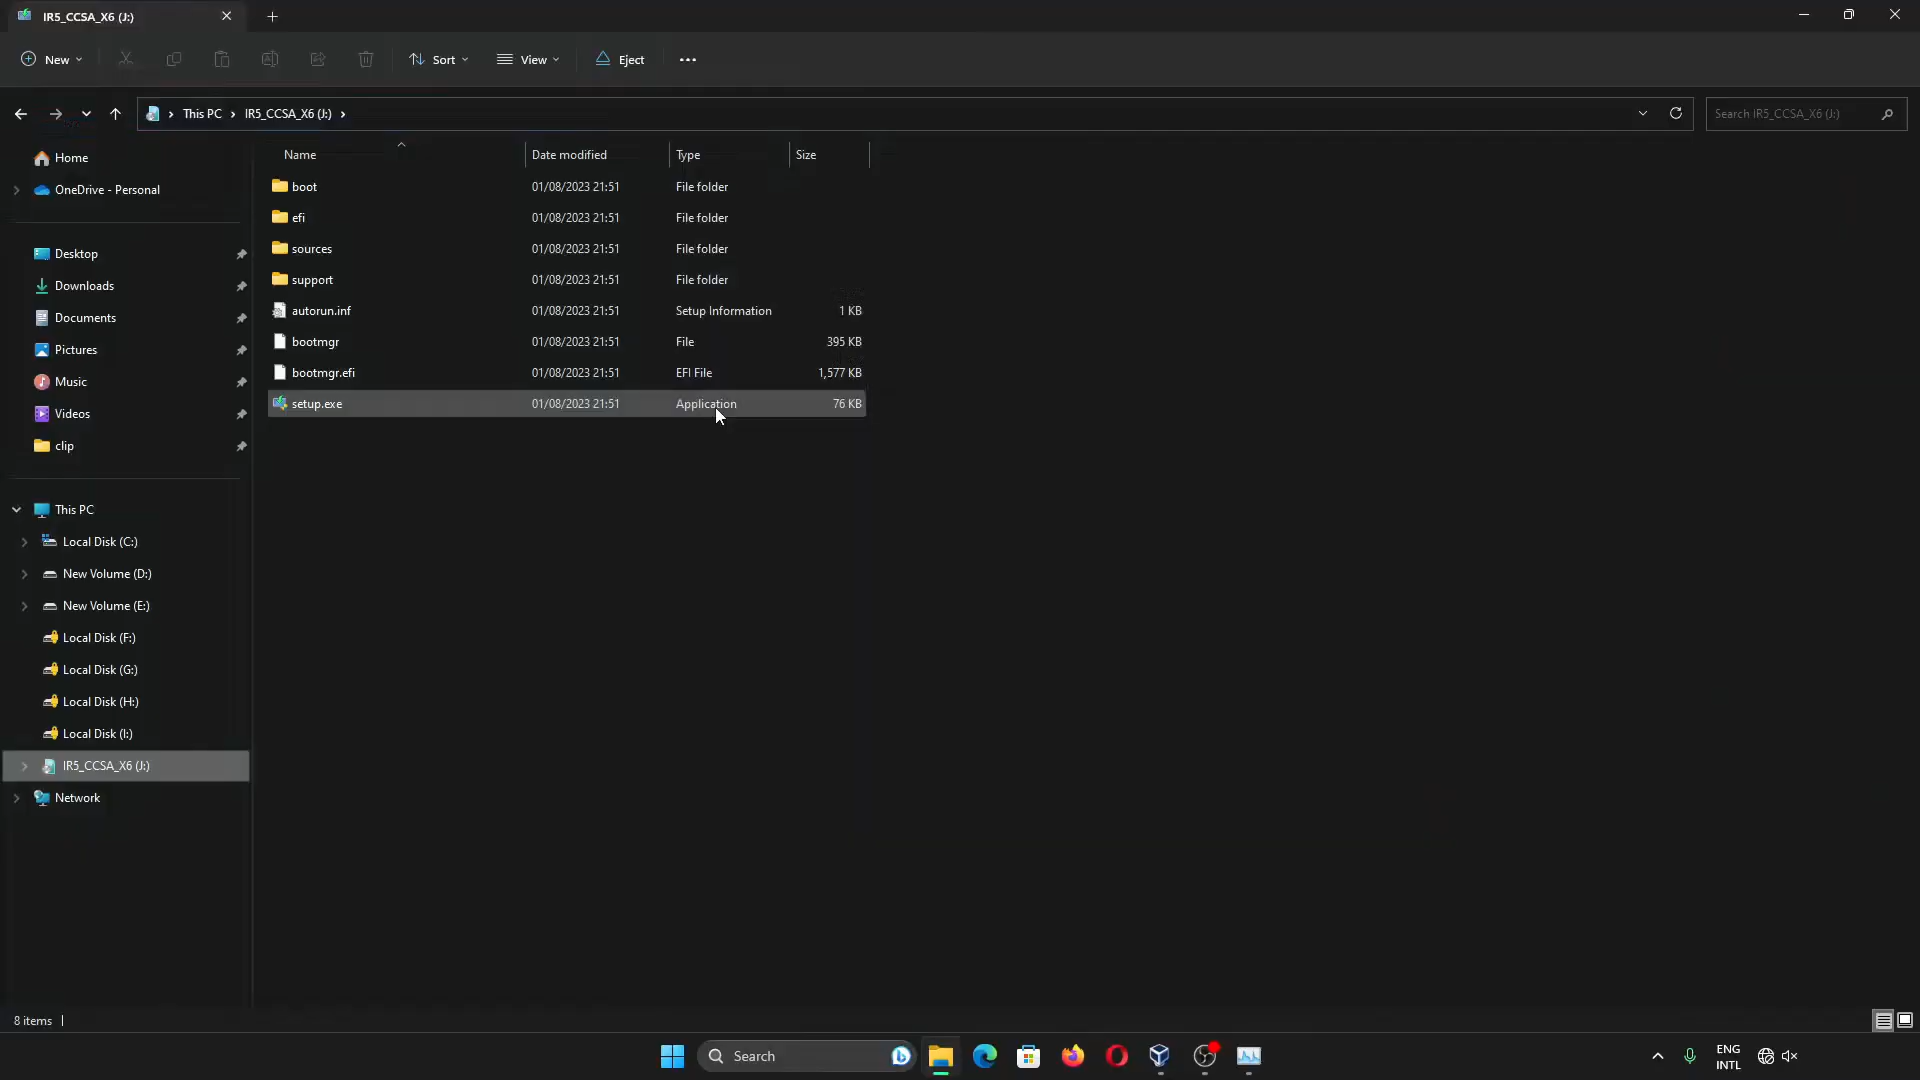 IR5_CCSA_X6 (J:)
New
Sort
View
Eject
This PC
IR5_CCSA_X6 (J:)
Search IR5_CCSA_X6 (J:)
Name Date modified Type Size
boot 01/08/2023 21:51 File folder
efi 01/08/2023 21:51 File folder
sources 01/08/2023 21:51 File folder
support 01/08/2023 21:51 File folder
autorun.inf 01/08/2023 21:51 Setup Information 1 KB
bootmgr 01/08/2023 21:51 File 395 KB
bootmgr.efi 01/08/2023 21:51 EFI File 1,577 KB
setup.exe 01/08/2023 21:51 Application 76 KB
Home
OneDrive - Personal
Desktop
Downloads
Documents
Pictures
Music
Videos
clip
This PC
Local Disk (C:)
New Volume (D:)
New Volume (E:)
Local Disk (F:)
Local Disk (G:)
Local Disk (H:)
Local Disk (I:)
IR5_CCSA_X6 (J:)
Network
8 items
Search
ENG
INTL